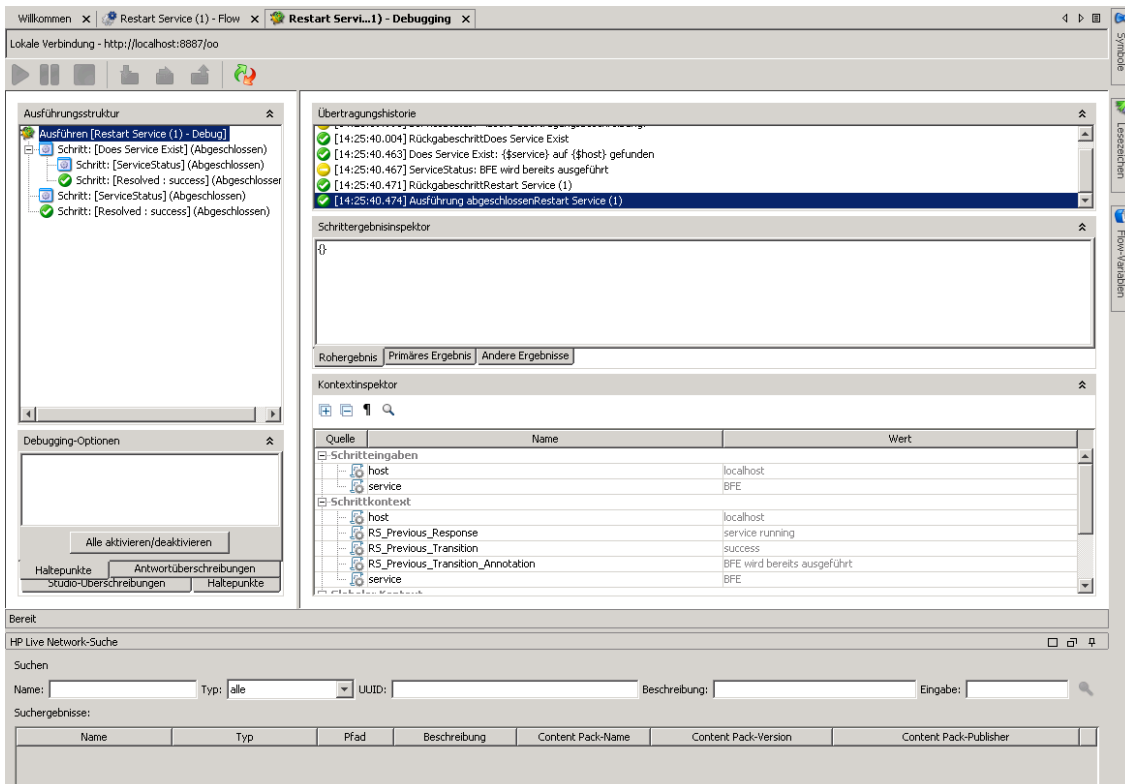 Willkommen
Restart Service (1) - Flow
Restart Servi...1) - Debugging
Lokale Verbindung - http://localhost:8887/oo
Ausführungsstruktur
Ausführen [Restart Service (1) - Debug]
Schritt: [Does Service Exist] (Abgeschlossen)
Schritt: [ServiceStatus] (Abgeschlossen)
Schritt: [Resolved : success] (Abgeschlossen
Schritt: [ServiceStatus] (Abgeschlossen)
Schritt: [Resolved : success] (Abgeschlossen)
Debugging-Optionen
Alle aktivieren/deaktivieren
Haltepunkte
Antwortüberschreibungen
Studio-Überschreibungen
Haltepunkte
Übertragungshistorie
[14:25:40.004] RückgabeschrittDoes Service Exist
[14:25:40.463] Does Service Exist: {$service} auf {$host} gefunden
[14:25:40.467] ServiceStatus: BFE wird bereits ausgeführt
[14:25:40.471] RückgabeschrittRestart Service (1)
[14:25:40.474] Ausführung abgeschlossenRestart Service (1)
Schrittergebnisinspektor
{}
Rohergebnis Primäres Ergebnis Andere Ergebnisse
Kontextinspektor
Quelle Name Wert
Schritteingaben
host localhost
service BFE
Schrittkontext
host localhost
RS_Previous_Response service running
RS_Previous_Transition success
RS_Previous_Transition_Annotation BFE wird bereits ausgeführt
service BFE
Globaler Kontext
Symbole
Lesezeichen
Flow-Variablen
Bereit
HP Live Network-Suche
Suchen
Name: Typ: alle UUID: Beschreibung: Eingabe:
Suchergebnisse:
Name Typ Pfad Beschreibung Content Pack-Name Content Pack-Version Content Pack-Publisher